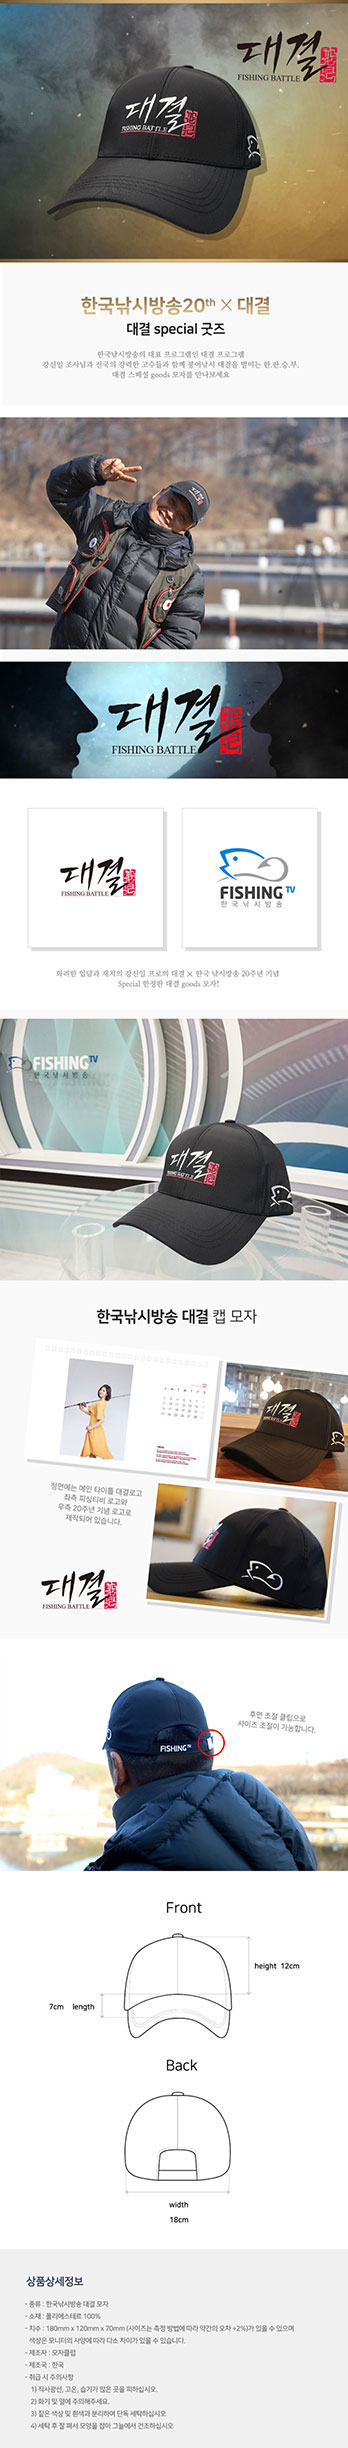 대결
FISHING BATTLE
대결
FISHING BATTLE
한국낚시방송20th × 대결
대결 special 굿즈
한국낚시방송의 대표 프로그램인 대결 프로그램
강신일 조사님과 전국의 강력한 고수들과 함께 붕어낚시 대결을 벌이는 한.판.승.부.
대결 스페셜 goods 모자를 만나보세요
대결
FISHING BATTLE
대결
FISHING BATTLE
FISHING TV
한국낚시방송
화려한 입담과 재치의 강신일 프로의 대결 × 한국 낚시방송 20주년 기념
Special 한정판 대결 goods 모자!
FISHING TV
한국낚시방송
대결
FISHING BATTLE
한국낚시방송 대결 캡 모자
대결
FISHING BATTLE
정면에는 메인 타이틀 대결로고
좌측 피싱티비 로고와
우측 20주년 기념 로고로
제작되어 있습니다.
대결
FISHING BATTLE
후면 조절 클립으로
사이즈 조절이 가능합니다.
FISHING TV
Front
height 12cm
7cm length
Back
width
18cm
상품상세정보
- 종류 : 한국낚시방송 대결 모자
- 소재 : 폴리에스테르 100%
- 치수 : 180mm x 120mm x 70mm (사이즈는 측정 방법에 따라 약간의 오차 +2%)가 있을 수 있으며
색상은 모니터의 사양에 따라 다소 차이가 있을 수 있습니다.
- 제조자 : 모자클럽
- 제조국 : 한국
- 취급 시 주의사항
1) 직사광선, 고온, 습기가 많은 곳을 피하십시오.
2) 화기 및 열에 주의해주세요.
3) 짙은 색상 및 흰색과 분리하여 단독 세탁하십시오
4) 세탁 후 잘 펴서 모양을 잡아 그늘에서 건조하십시오